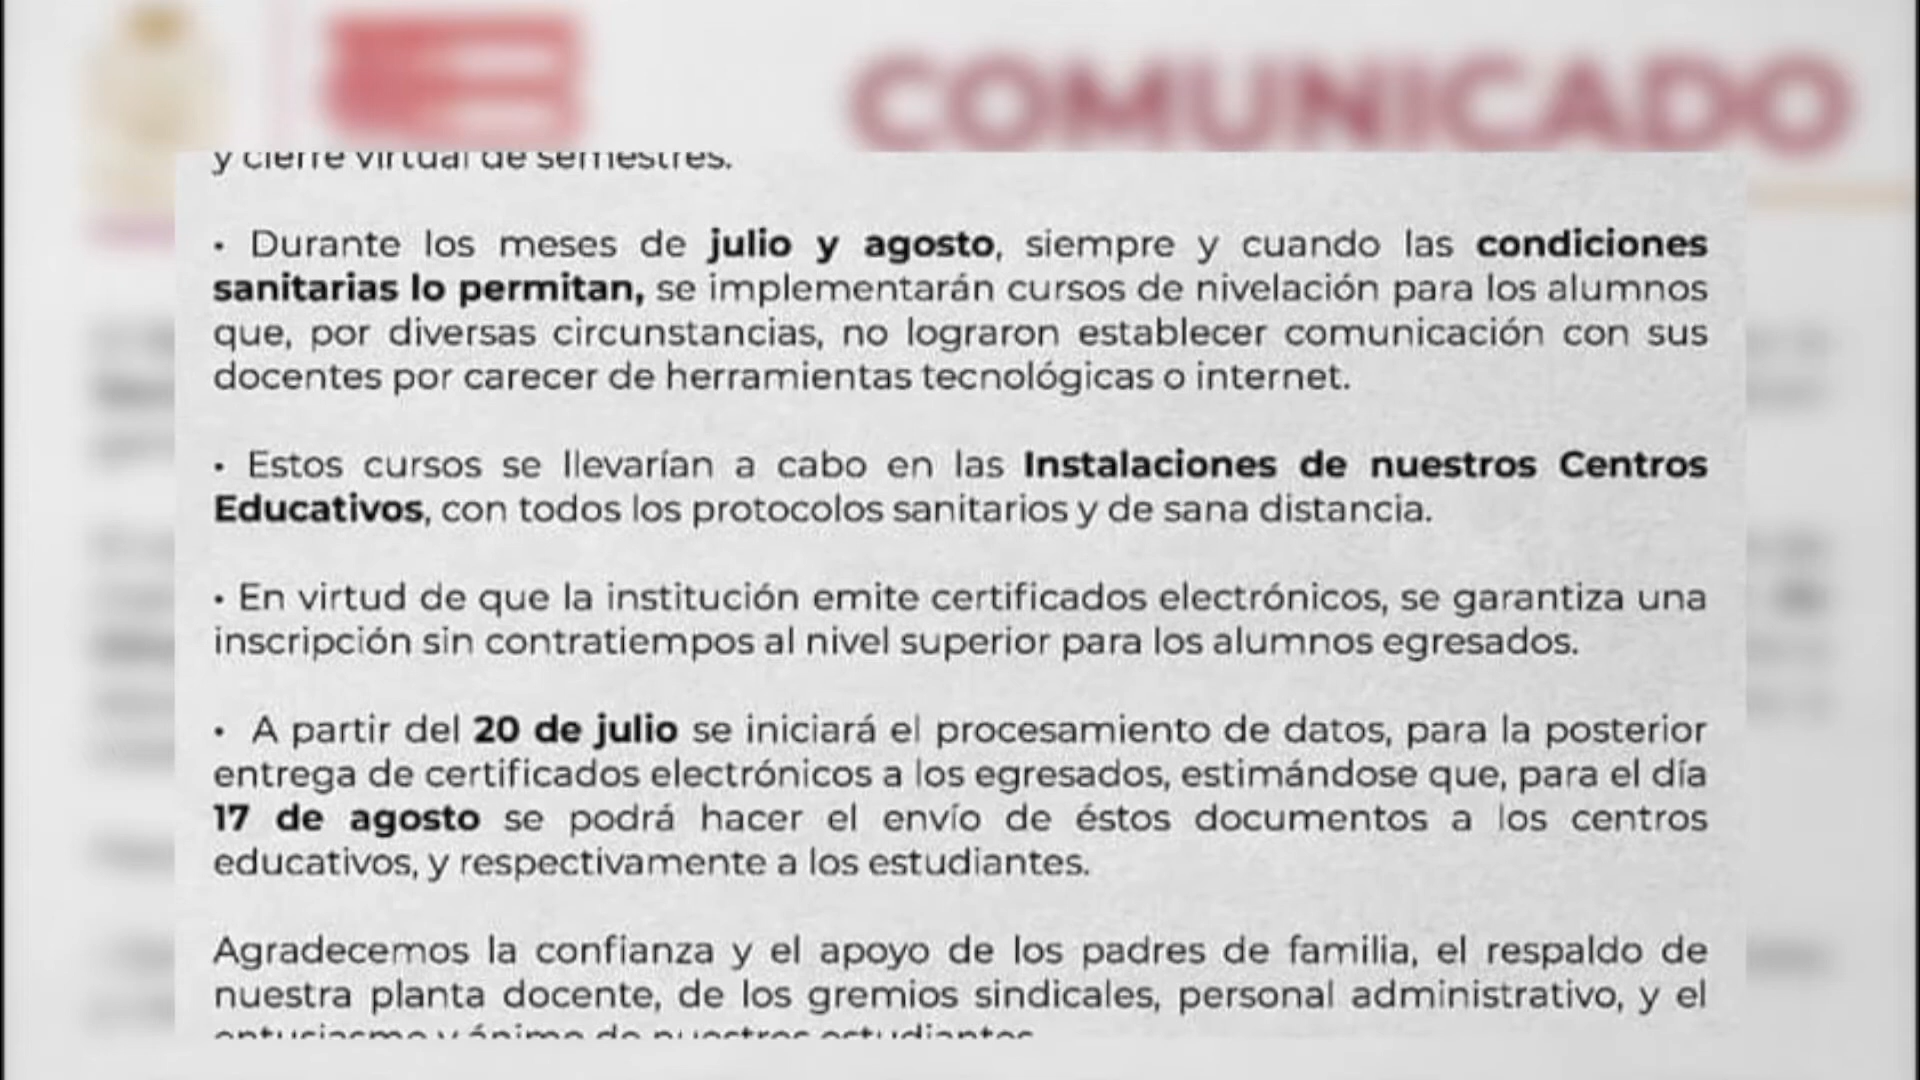 COMUNICADO
y cierre virtual de semestres.
• Durante los meses de julio y agosto, siempre y cuando las condiciones
sanitarias lo permitan, se implementarán cursos de nivelación para los alumnos
que, por diversas circunstancias, no lograron establecer comunicación con sus
docentes por carecer de herramientas tecnológicas o internet.
• Estos cursos se llevarían a cabo en las Instalaciones de nuestros Centros
Educativos, con todos los protocolos sanitarios y de sana distancia.
• En virtud de que la institución emite certificados electrónicos, se garantiza una
inscripción sin contratiempos al nivel superior para los alumnos egresados.
• A partir del 20 de julio se iniciará el procesamiento de datos, para la posterior
entrega de certificados electrónicos a los egresados, estimándose que, para el día
17 de agosto se podrá hacer el envío de éstos documentos a los centros
educativos, y respectivamente a los estudiantes.
Agradecemos la confianza y el apoyo de los padres de familia, el respaldo de
nuestra planta docente, de los gremios sindicales, personal administrativo, y el
entusiasmo y ánimo de nuestros estudiantes.